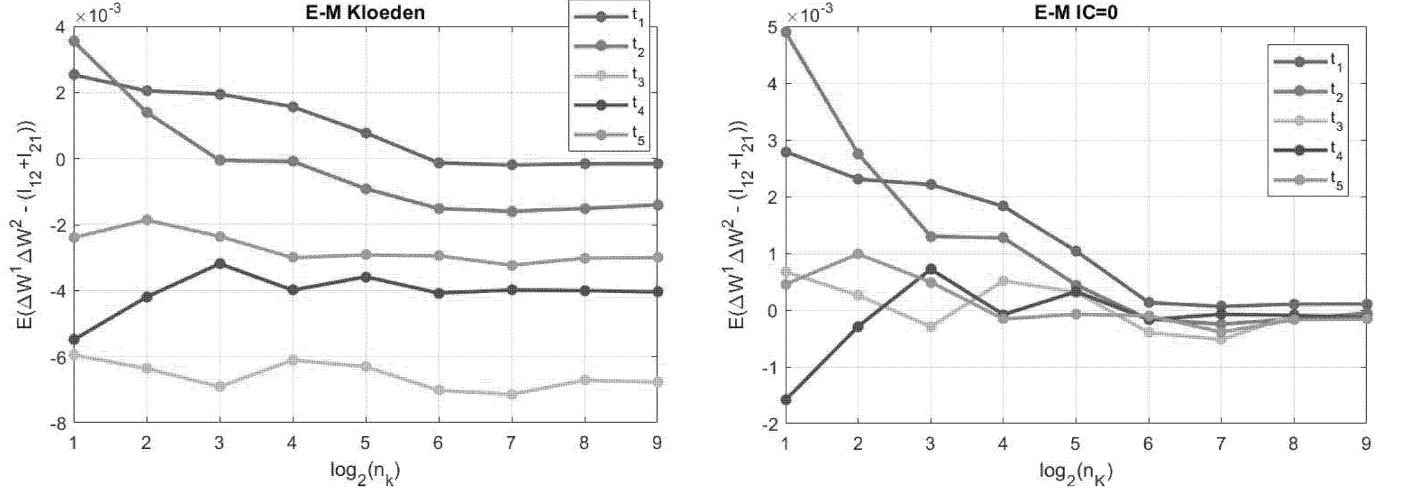 E-M Kloeden
×10⁻³
4
2
0
-2
-4
-6
-8
E(ΔW¹ΔW² - (I₁₂+I₂₁))
1 2 3 4 5 6 7 8 9
log₂(nₖ)
t₁
t₂
t₃
t₄
t₅
E-M IC=0
×10⁻³
5
4
3
2
1
0
-1
-2
E(ΔW¹ΔW² - (I₁₂+I₂₁))
1 2 3 4 5 6 7 8 9
log₂(n_K)
t₁
t₂
t₃
t₄
t₅